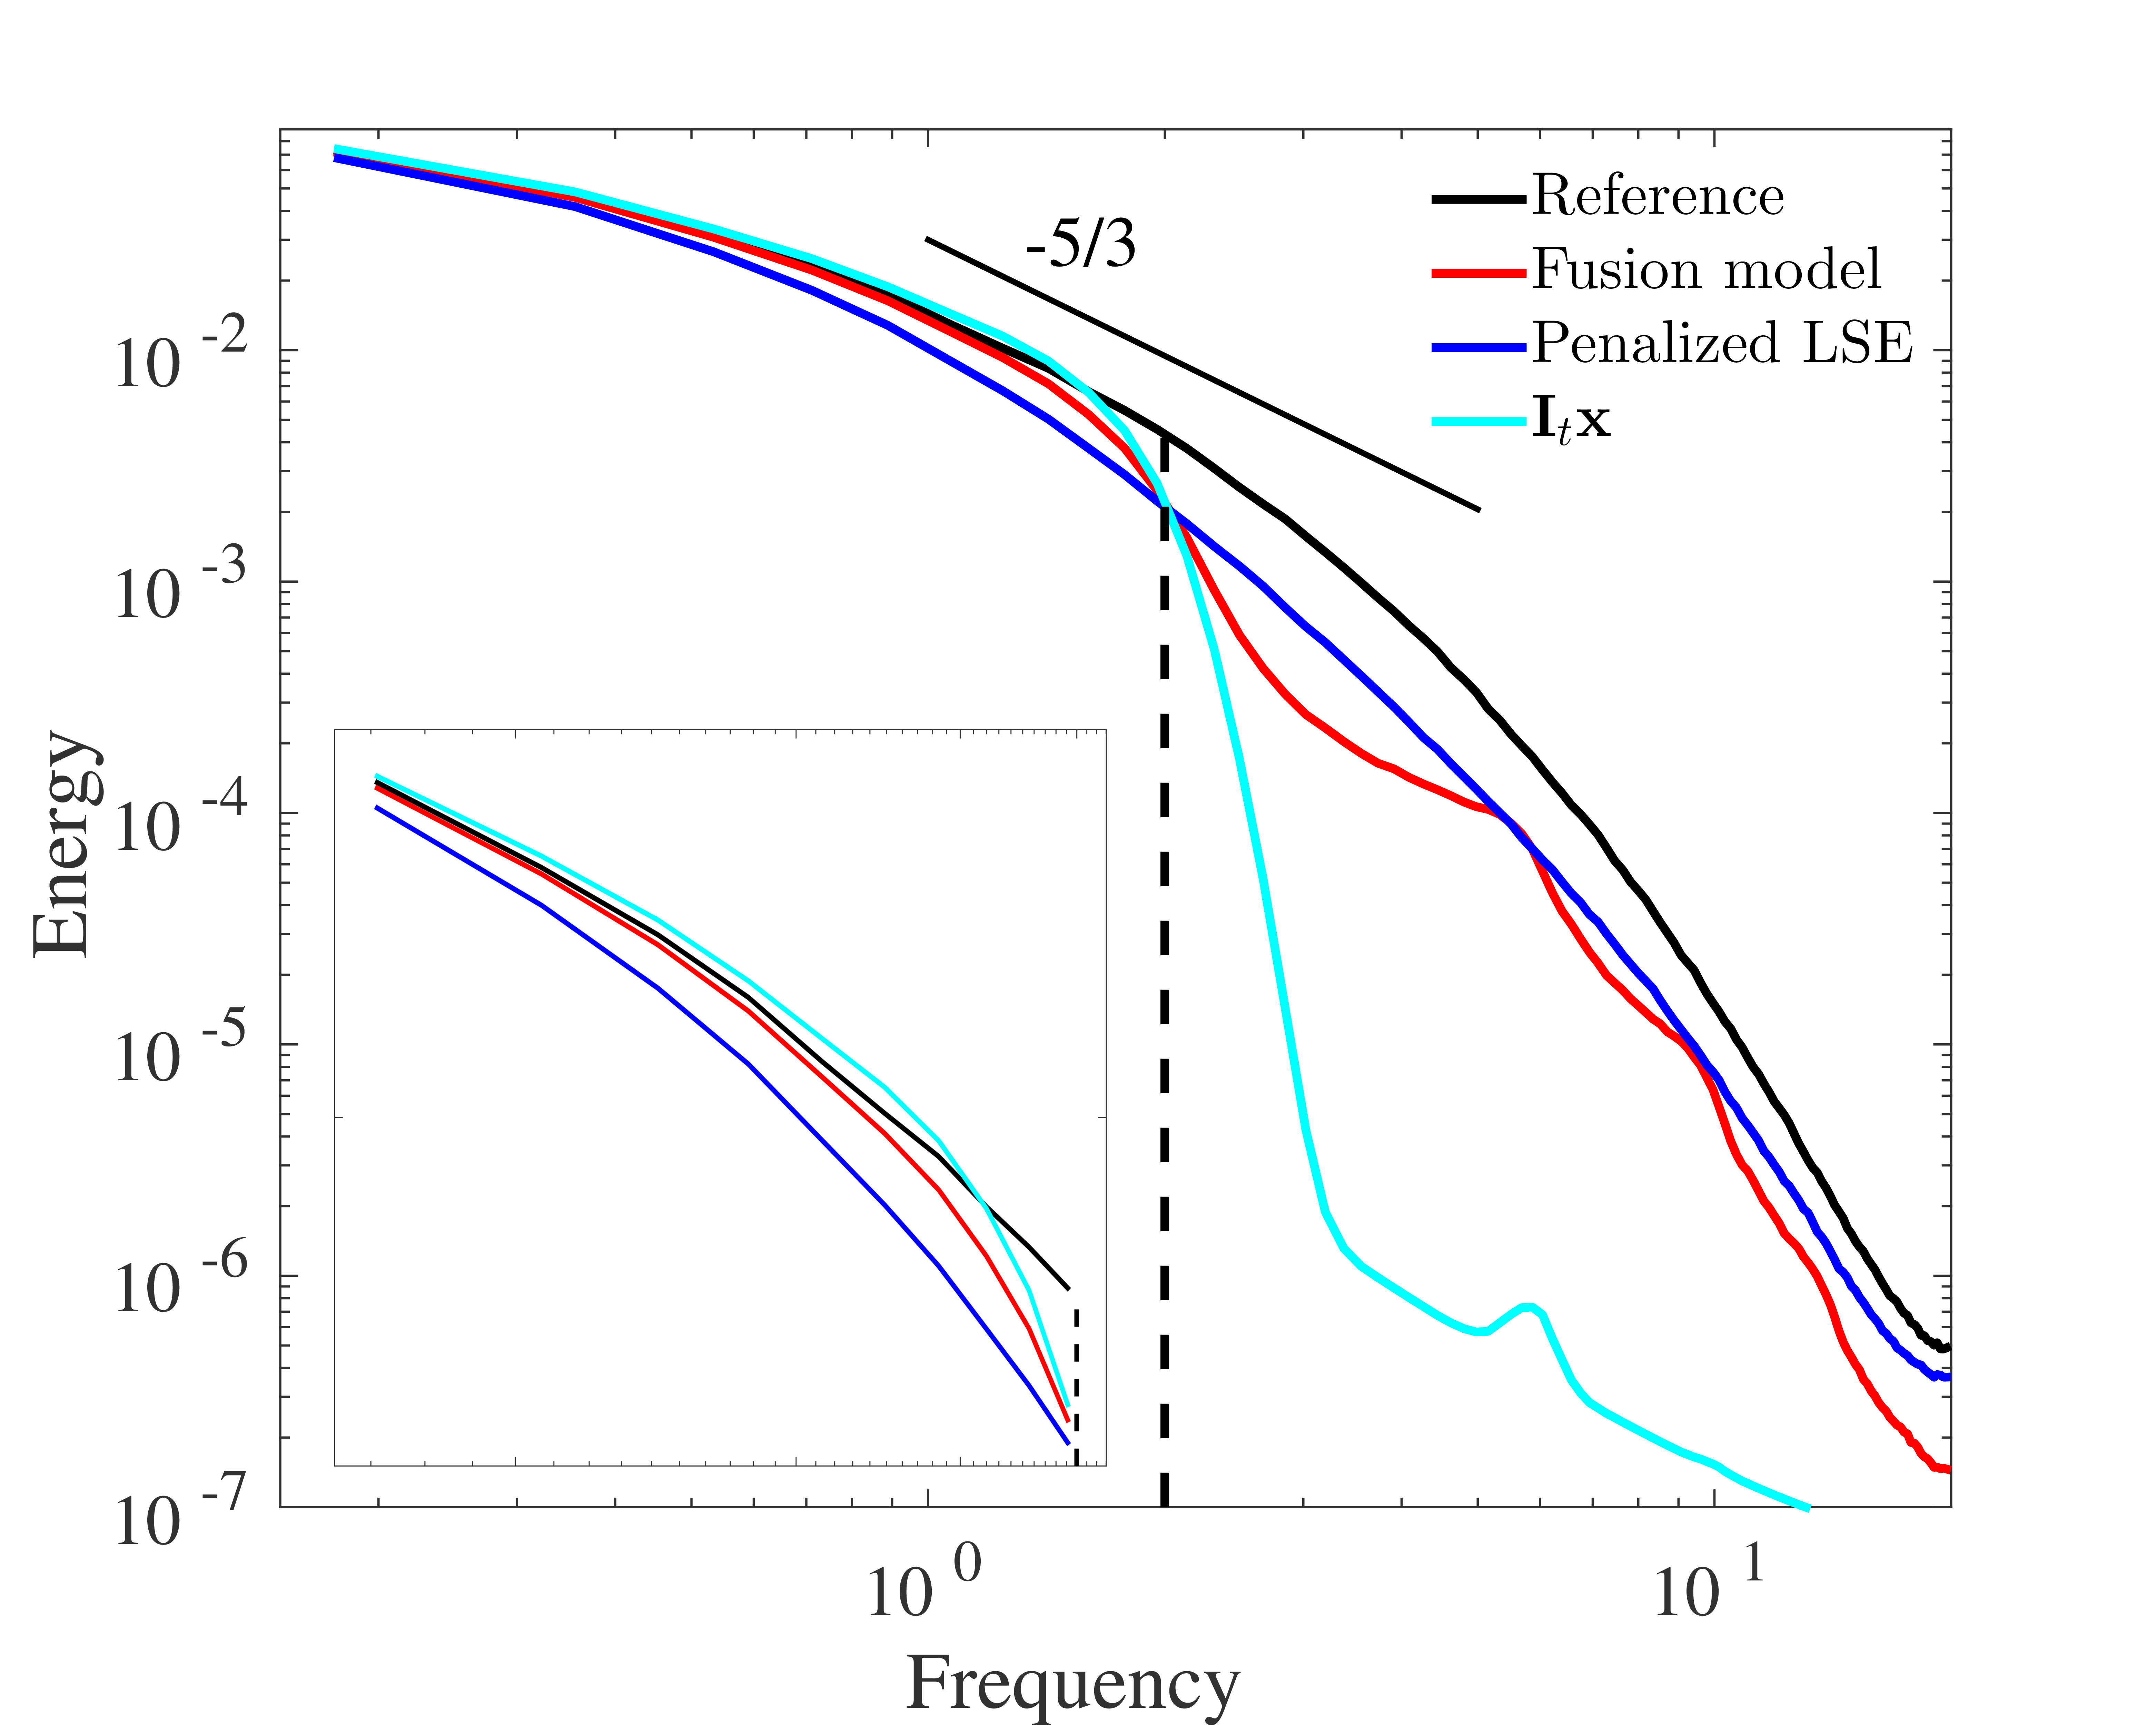 -5/3
Reference
Fusion model
Penalized LSE
I_t x
10^-2
10^-3
10^-4
10^-5
10^-6
10^-7
Energy
10^0
10^1
Frequency